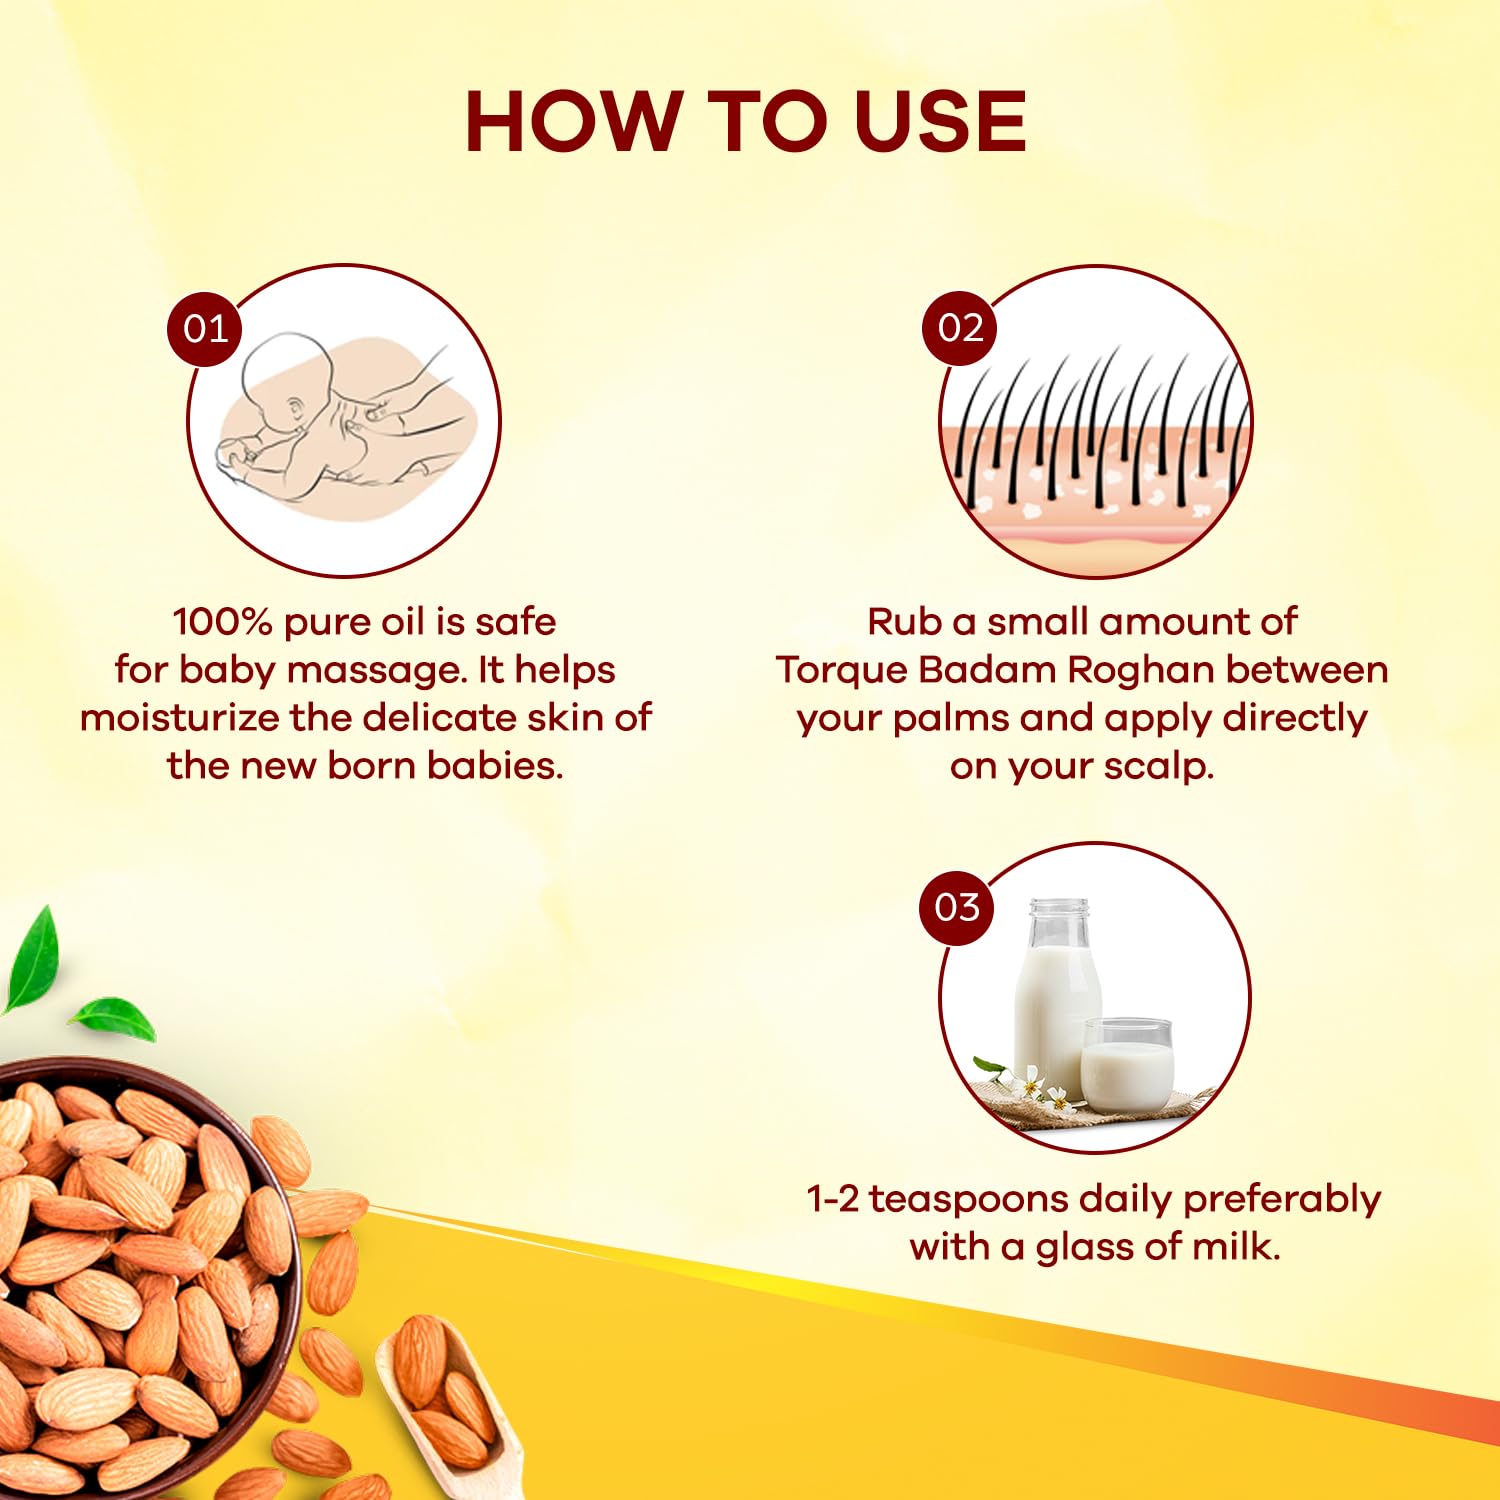 HOW TO USE
01
100% pure oil is safe
for baby massage. It helps
moisturize the delicate skin of
the new born babies.
02
Rub a small amount of
Torque Badam Roghan between
your palms and apply directly
on your scalp.
03
1-2 teaspoons daily preferably
with a glass of milk.